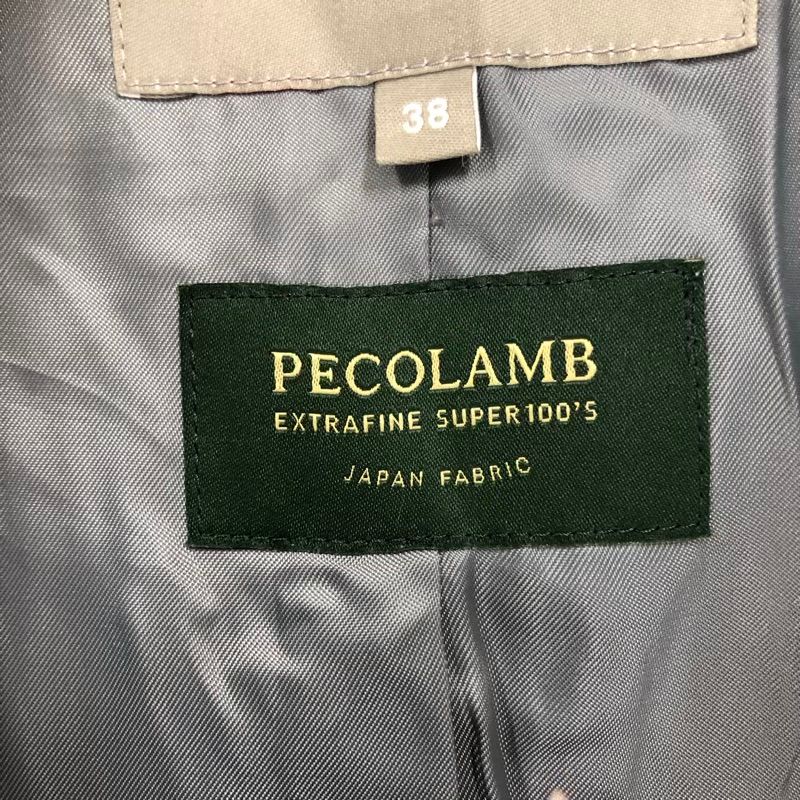 38
PECOLAMB
EXTRAFINE SUPER100'S
JAPAN FABRIC